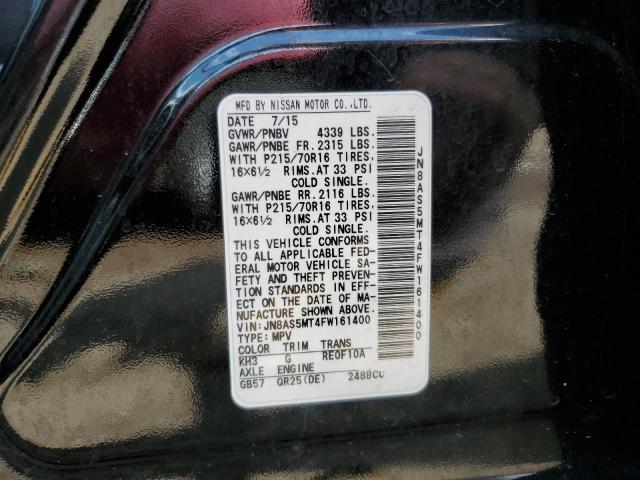 MFD BY NISSAN MOTOR CO.,LTD.
DATE 7/15
GVWR/PNBV 4339 LBS.
GAWR/PNBE FR. 2315 LBS.
WITH P215/70R16 TIRES,
16×6½ RIMS. AT 33 PSI
COLD SINGLE.
GAWR/PNBE RR. 2116 LBS.
WITH P215/70R16 TIRES,
16×6½ RIMS. AT 33 PSI
COLD SINGLE.
THIS VEHICLE CONFORMS
TO ALL APPLICABLE FED-
ERAL MOTOR VEHICLE SA-
FETY AND THEFT PREVEN-
TION STANDARDS IN EFF-
ECT ON THE DATE OF MA-
NUFACTURE SHOWN ABOVE.
VIN: JN8AS5MT4FW161400
TYPE: MPV
COLOR TRIM TRANS
KH3 G RE0F10A
AXLE ENGINE
GB57 QR25(DE) 2488CC
JN8AS5MT4FW161400